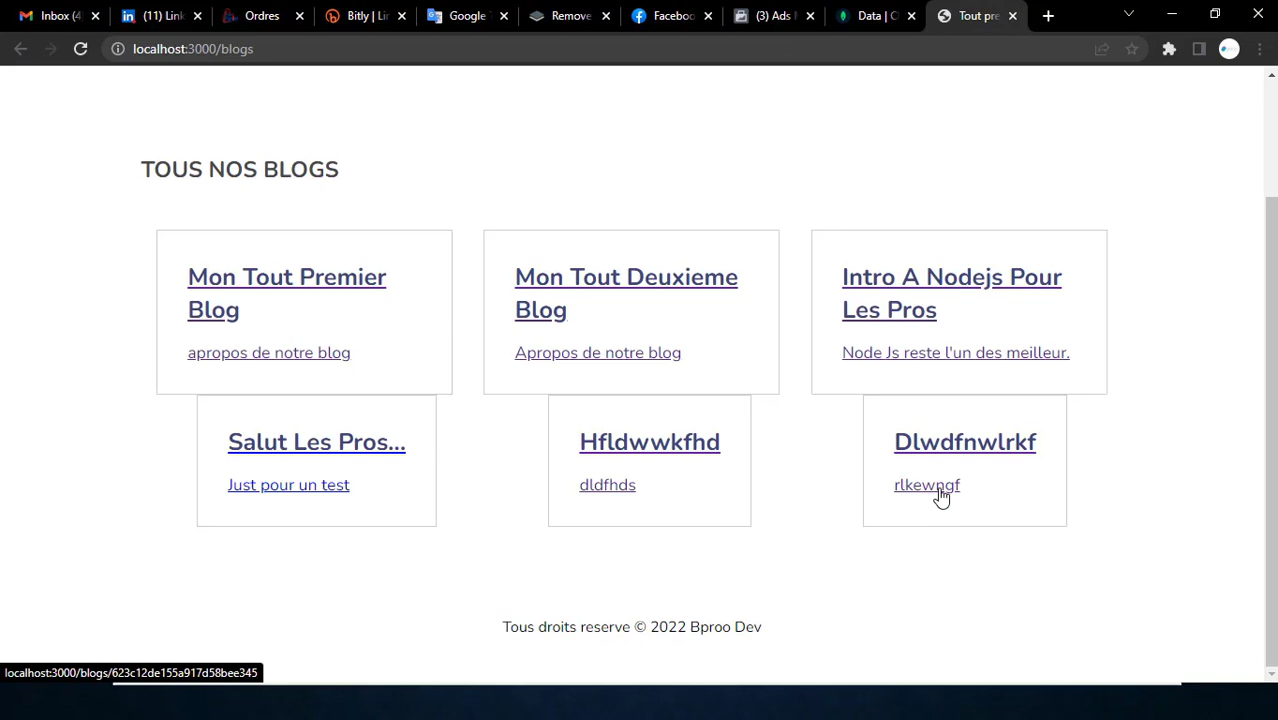 Inbox (4
(11) Link
Ordres
Bitly | Lin
Google
Remove
Faceboo
(3) Ads
Data | C
Tout pre
localhost:3000/blogs
TOUS NOS BLOGS
Mon Tout Premier
Blog
apropos de notre blog
Mon Tout Deuxieme
Blog
Apropos de notre blog
Intro A Nodejs Pour
Les Pros
Node Js reste l'un des meilleur.
Salut Les Pros...
Just pour un test
Hfldwwkfhd
dldfhds
Dlwdfnwlrkf
rlkewngf
Tous droits reserve © 2022 Bproo Dev
localhost:3000/blogs/623c12de155a917d58bee345